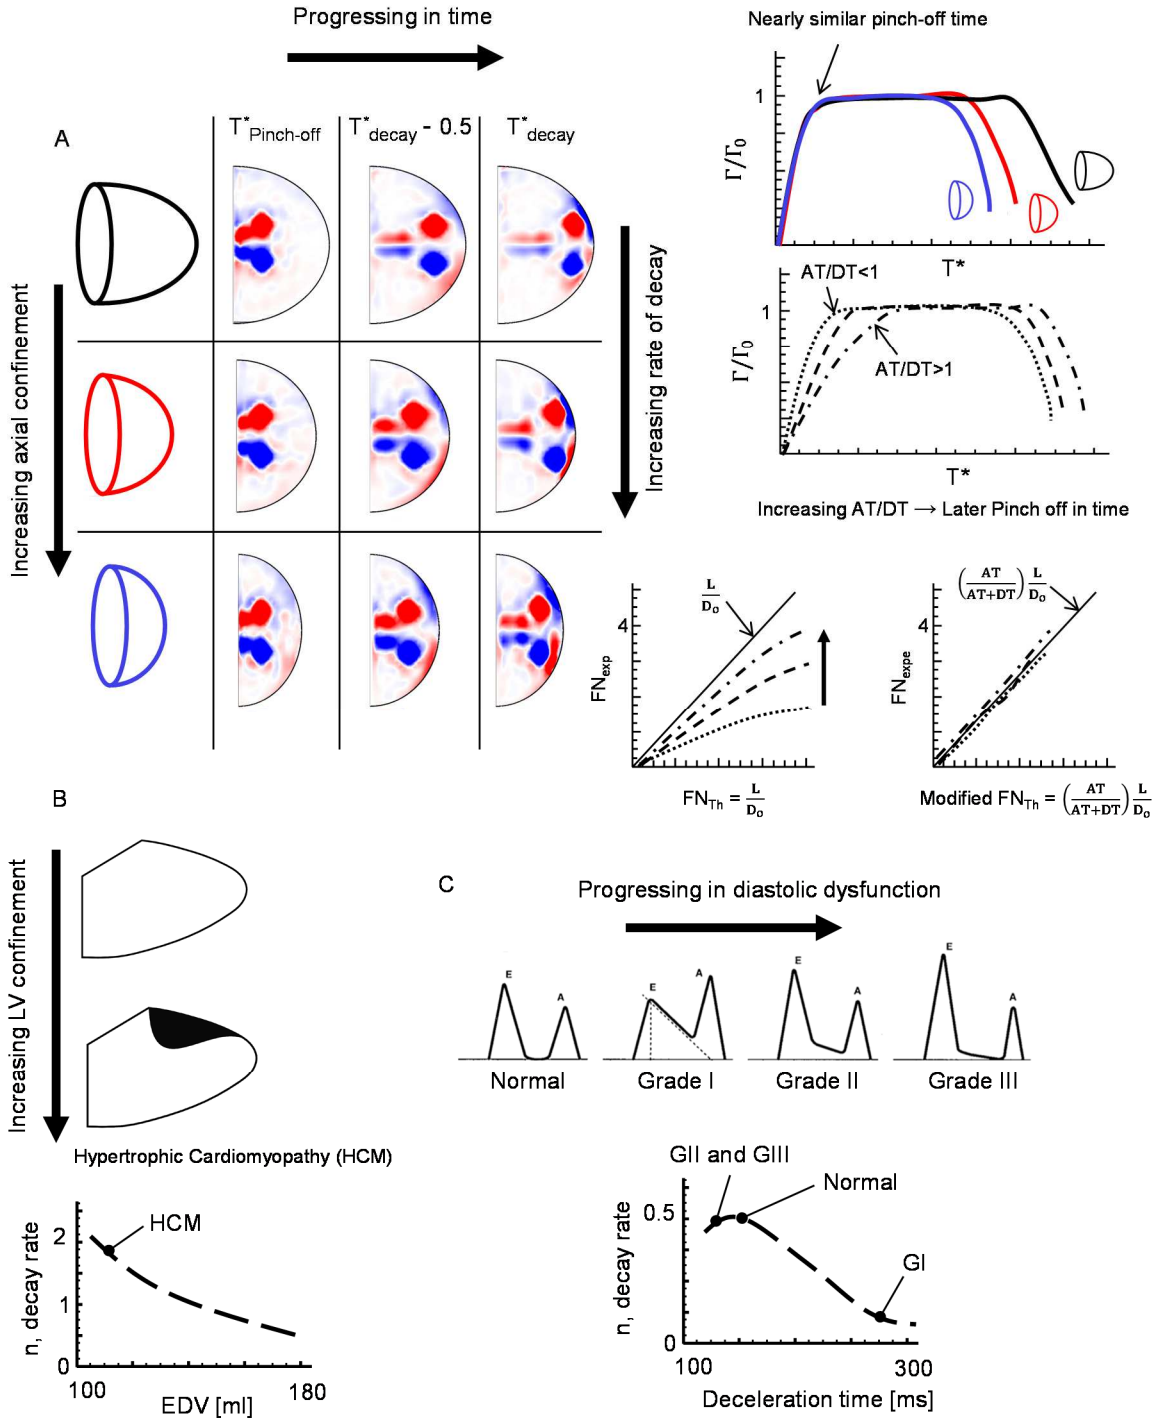 Progressing in time
A
T*Pinch-off
T*decay - 0.5
T*decay
Increasing axial confinement
Increasing rate of decay
Nearly similar pinch-off time
1
Γ/Γ0
T*
AT/DT<1
1
Γ/Γ0
AT/DT>1
T*
Increasing AT/DT → Later Pinch off in time
L/D0
4
FNexp
FNTh = L/D0
(AT/AT+DT) L/D0
4
FNexpe
Modified FNTh = (AT/AT+DT) L/D0
B
Increasing LV confinement
Hypertrophic Cardiomyopathy (HCM)
HCM
2
1
0
n, decay rate
100
180
EDV [ml]
C
Progressing in diastolic dysfunction
E
A
Normal
E
A
Grade I
E
A
Grade II
E
A
Grade III
GII and GIII
Normal
GI
0.5
0
n, decay rate
100
300
Deceleration time [ms]